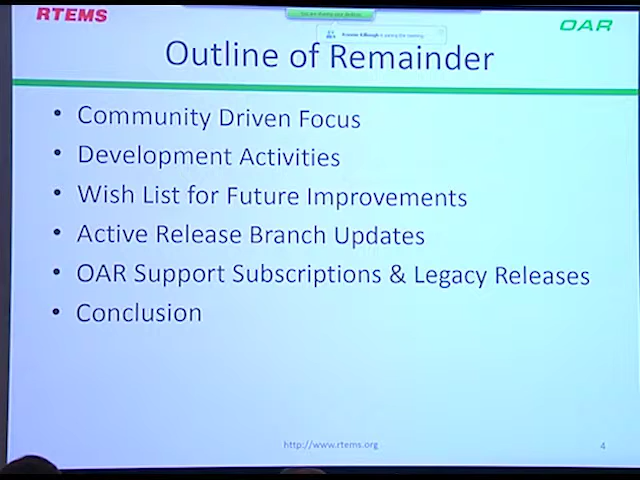 RTEMS
OAR
Outline of Remainder
• Community Driven Focus
• Development Activities
• Wish List for Future Improvements
• Active Release Branch Updates
• OAR Support Subscriptions & Legacy Releases
• Conclusion
http://www.rtems.org
4